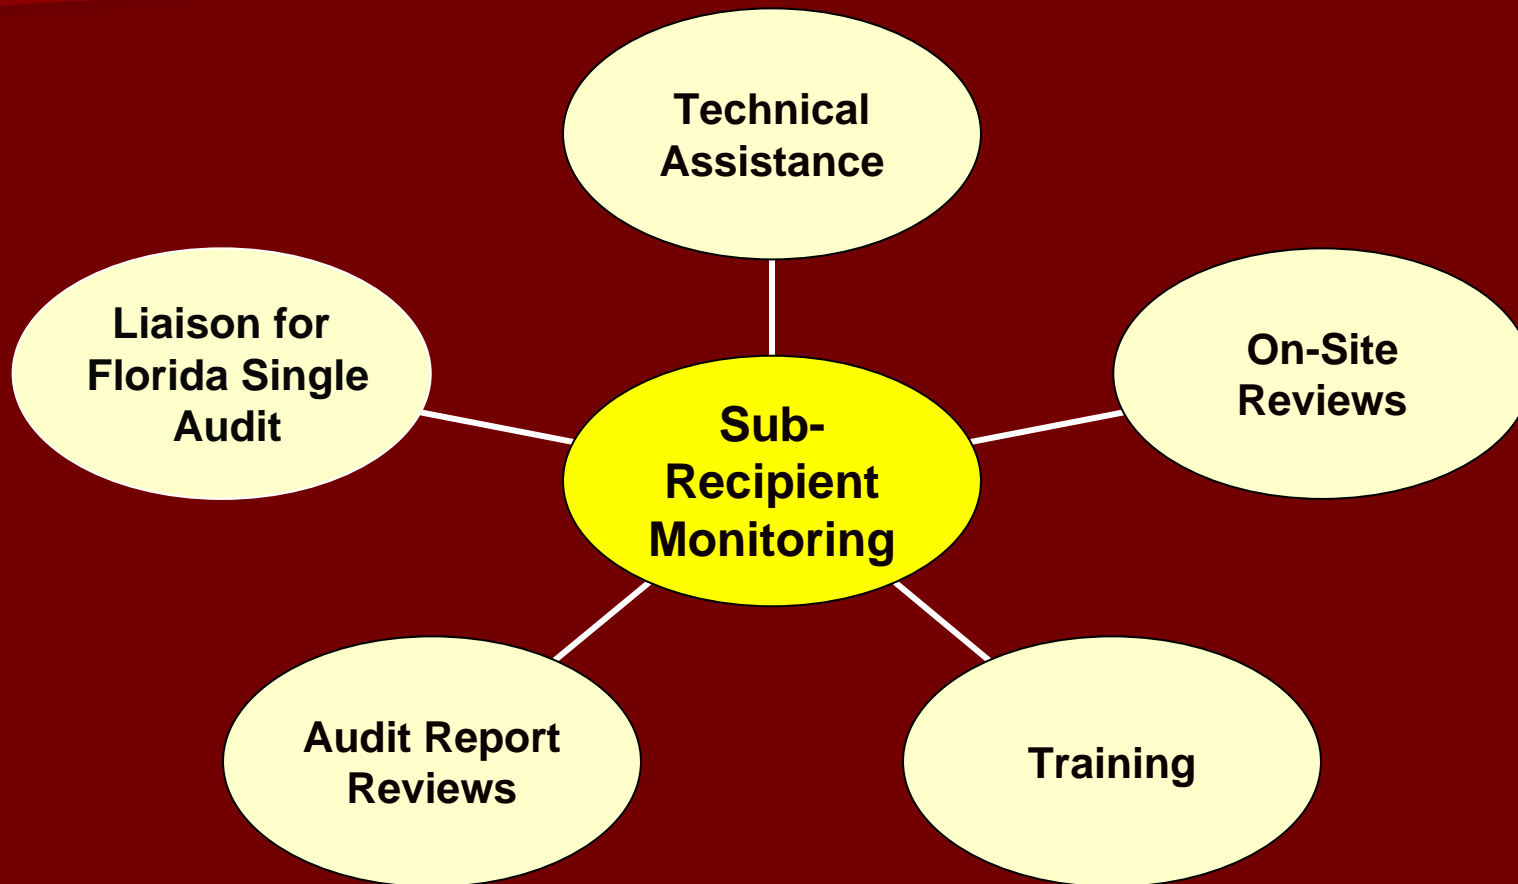 Technical
Assistance
Liaison for
Florida Single
Audit
On-Site
Reviews
Sub-
Recipient
Monitoring
Audit Report
Reviews
Training